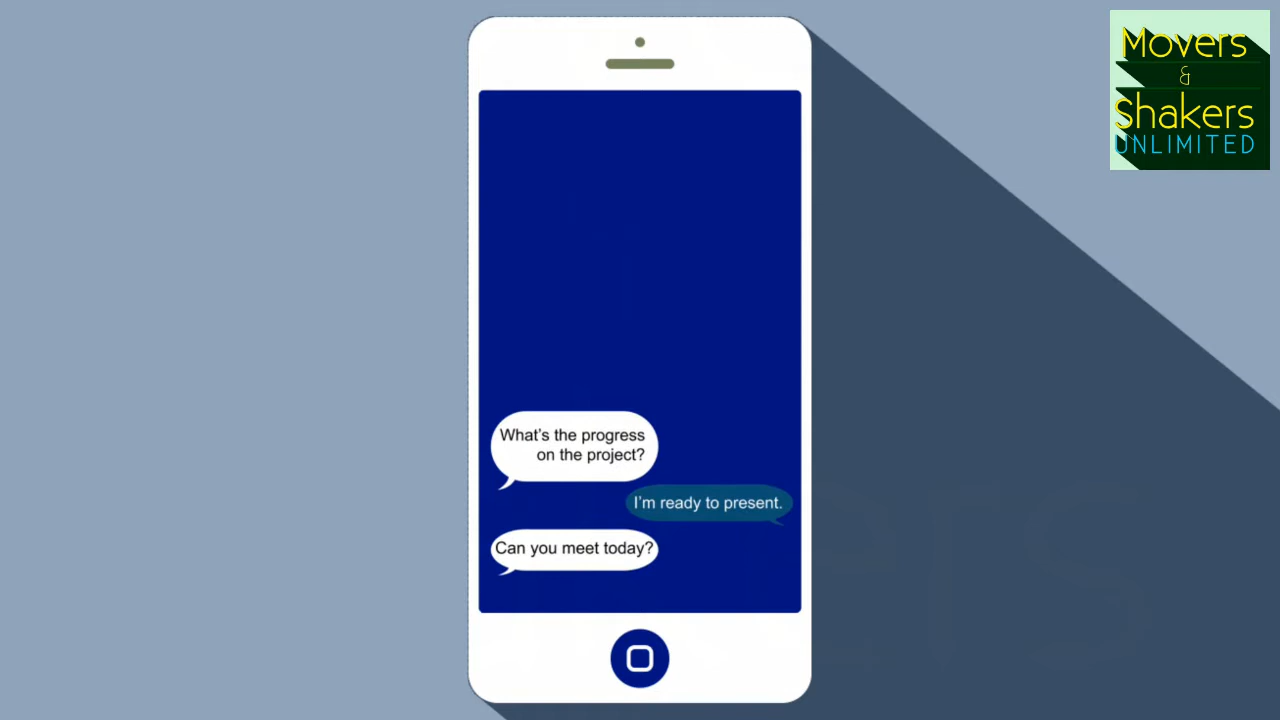 Movers
&
Shakers
UNLIMITED
What's the progress
on the project?
I'm ready to present.
Can you meet today?